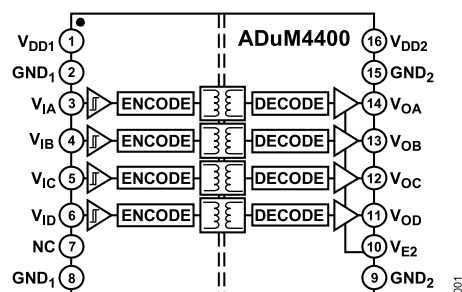 ADuM4400
VDD1 1 16 VDD2
GND1 2 15 GND2
VIA 3 ENCODE DECODE 14 VOA
VIB 4 ENCODE DECODE 13 VOB
VIC 5 ENCODE DECODE 12 VOC
VID 6 ENCODE DECODE 11 VOD
NC 7 10 VE2
GND1 8 9 GND2
001